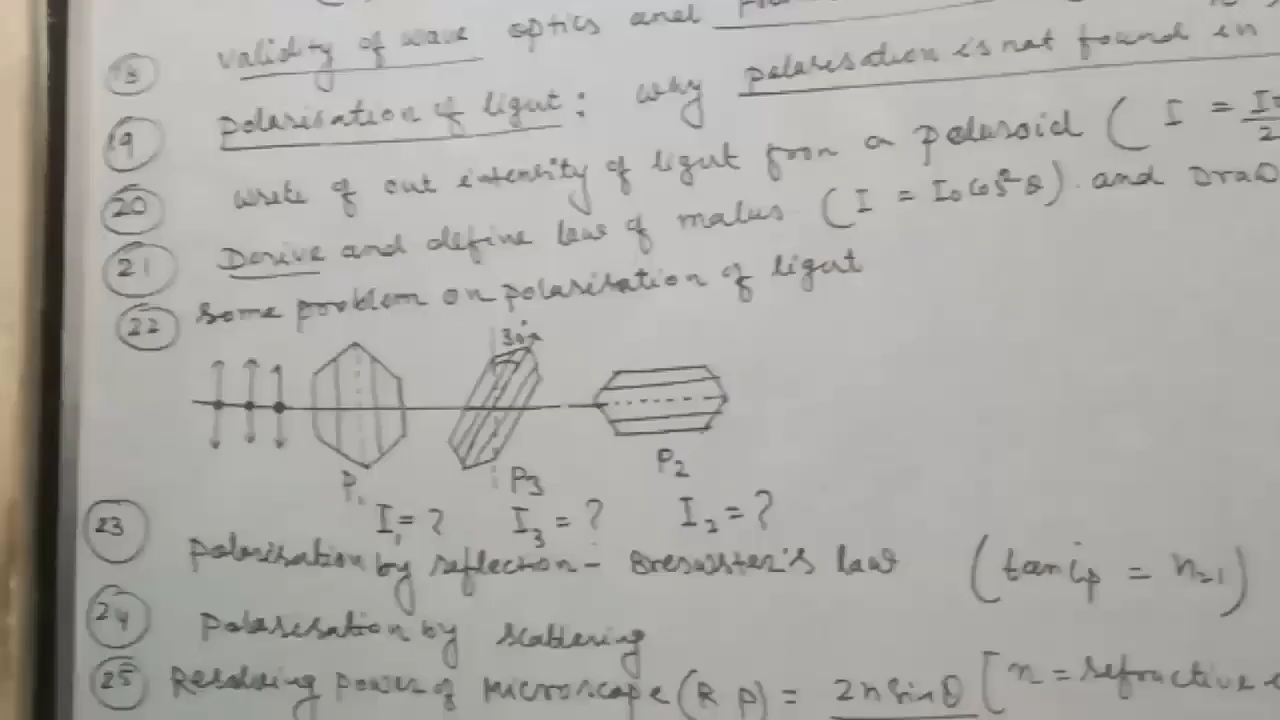 validity of wave optics and
19 polarisation of light: why polarisation is not found in
20 write of out intensity of light from a polaroid ( I = I₀/2
21 Derive and define law of malus (I = I₀ cos²θ). and Draw
22 some problem on polarisation of light
30°
P₁ P₃ P₂
I₁ = ? I₃ = ? I₂ = ?
23 polarisation by reflection - Brewster's law (tan ip = n₂₁)
24 polarisation by scattering
25 Resolving power of microscope (R P) = 2n sinθ [n = refractive